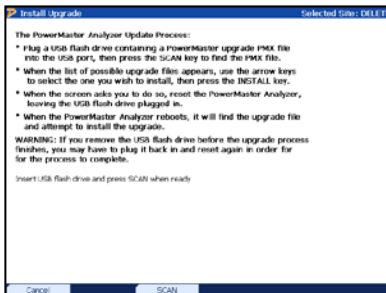 Install Upgrade
Selected Site: DELET
The PowerMaster Analyzer Update Process:
* Plug a USB flash drive containing a PowerMaster upgrade PMX file
into the USB port, then press the SCAN key to find the PMX file.
* When the list of possible upgrade files appears, use the arrow keys
to select the one you wish to install, then press the INSTALL key.
* When the screen asks you to do so, reset the PowerMaster Analyzer,
leaving the USB flash drive plugged in.
* When the PowerMaster Analyzer reboots, it will find the upgrade file
and attempt to install the upgrade.
WARNING: If you remove the USB flash drive before the upgrade process
finishes, you may have to plug it back in and reset again in order for
for the process to complete.
Insert USB flash drive and press SCAN when ready
Cancel
SCAN